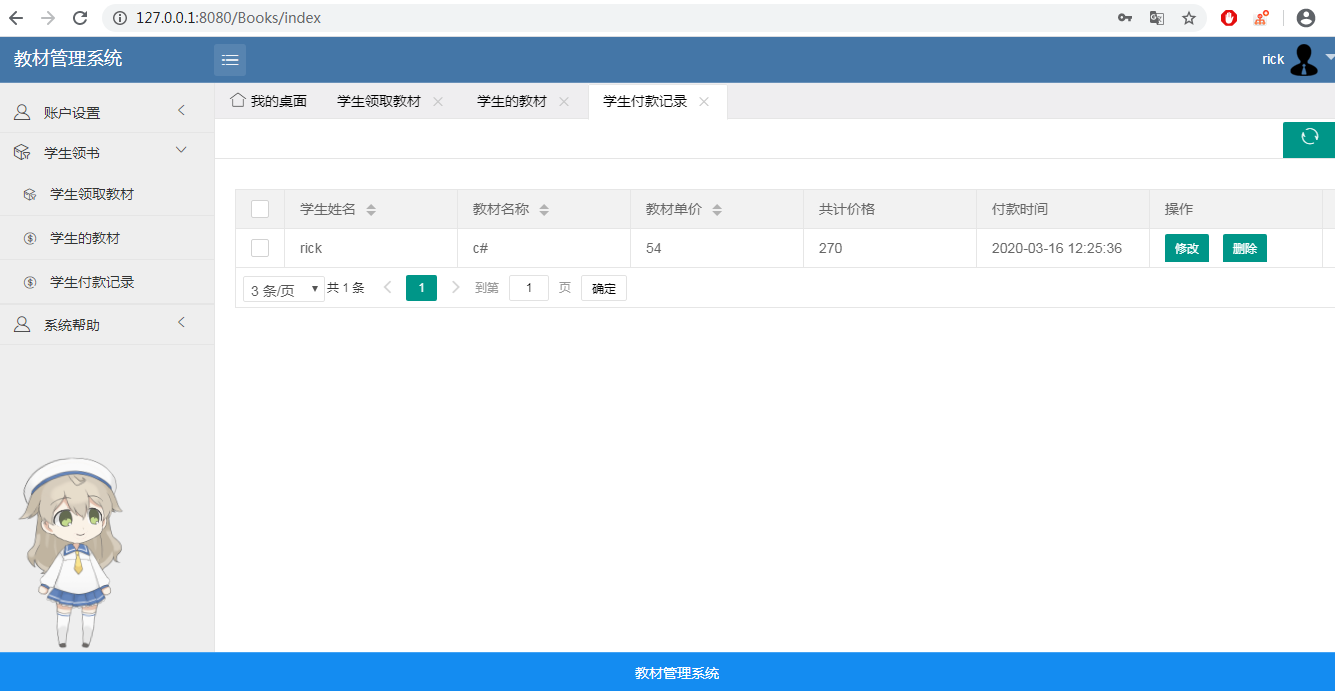 127.0.0.1:8080/Books/index
教材管理系统
rick
我的桌面 学生领取教材 学生的教材 学生付款记录
账户设置
学生领书
学生领取教材
学生的教材
学生付款记录
系统帮助
学生姓名 教材名称 教材单价 共计价格 付款时间 操作
rick c# 54 270 2020-03-16 12:25:36 修改 删除
3 条/页 共 1 条 1 到第 1 页 确定
教材管理系统